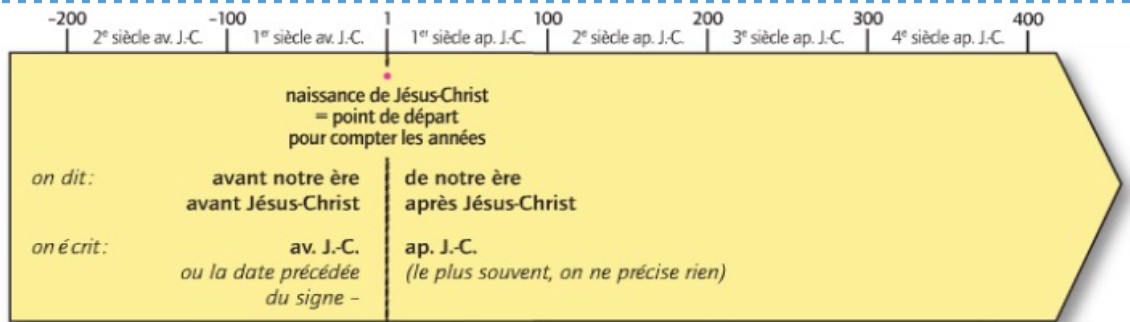 -200 -100 1 100 200 300 400
2e siècle av. J.-C. 1er siècle av. J.-C. 1er siècle ap. J.-C. 2e siècle ap. J.-C. 3e siècle ap. J.-C. 4e siècle ap. J.-C.
naissance de Jésus-Christ
= point de départ
pour compter les années
on dit: avant notre ère de notre ère
avant Jésus-Christ après Jésus-Christ
on écrit: av. J.-C. ap. J.-C.
ou la date précédée (le plus souvent, on ne précise rien)
du signe –